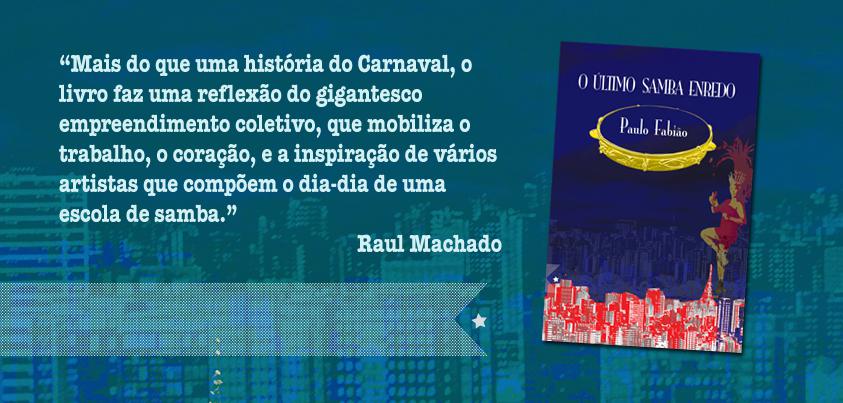 “Mais do que uma história do Carnaval, o
livro faz uma reflexão do gigantesco
empreendimento coletivo, que mobiliza o
trabalho, o coração, e a inspiração de vários
artistas que compõem o dia-dia de uma
escola de samba.”
Raul Machado
O ÚLTIMO SAMBA ENREDO
Paulo Fabião